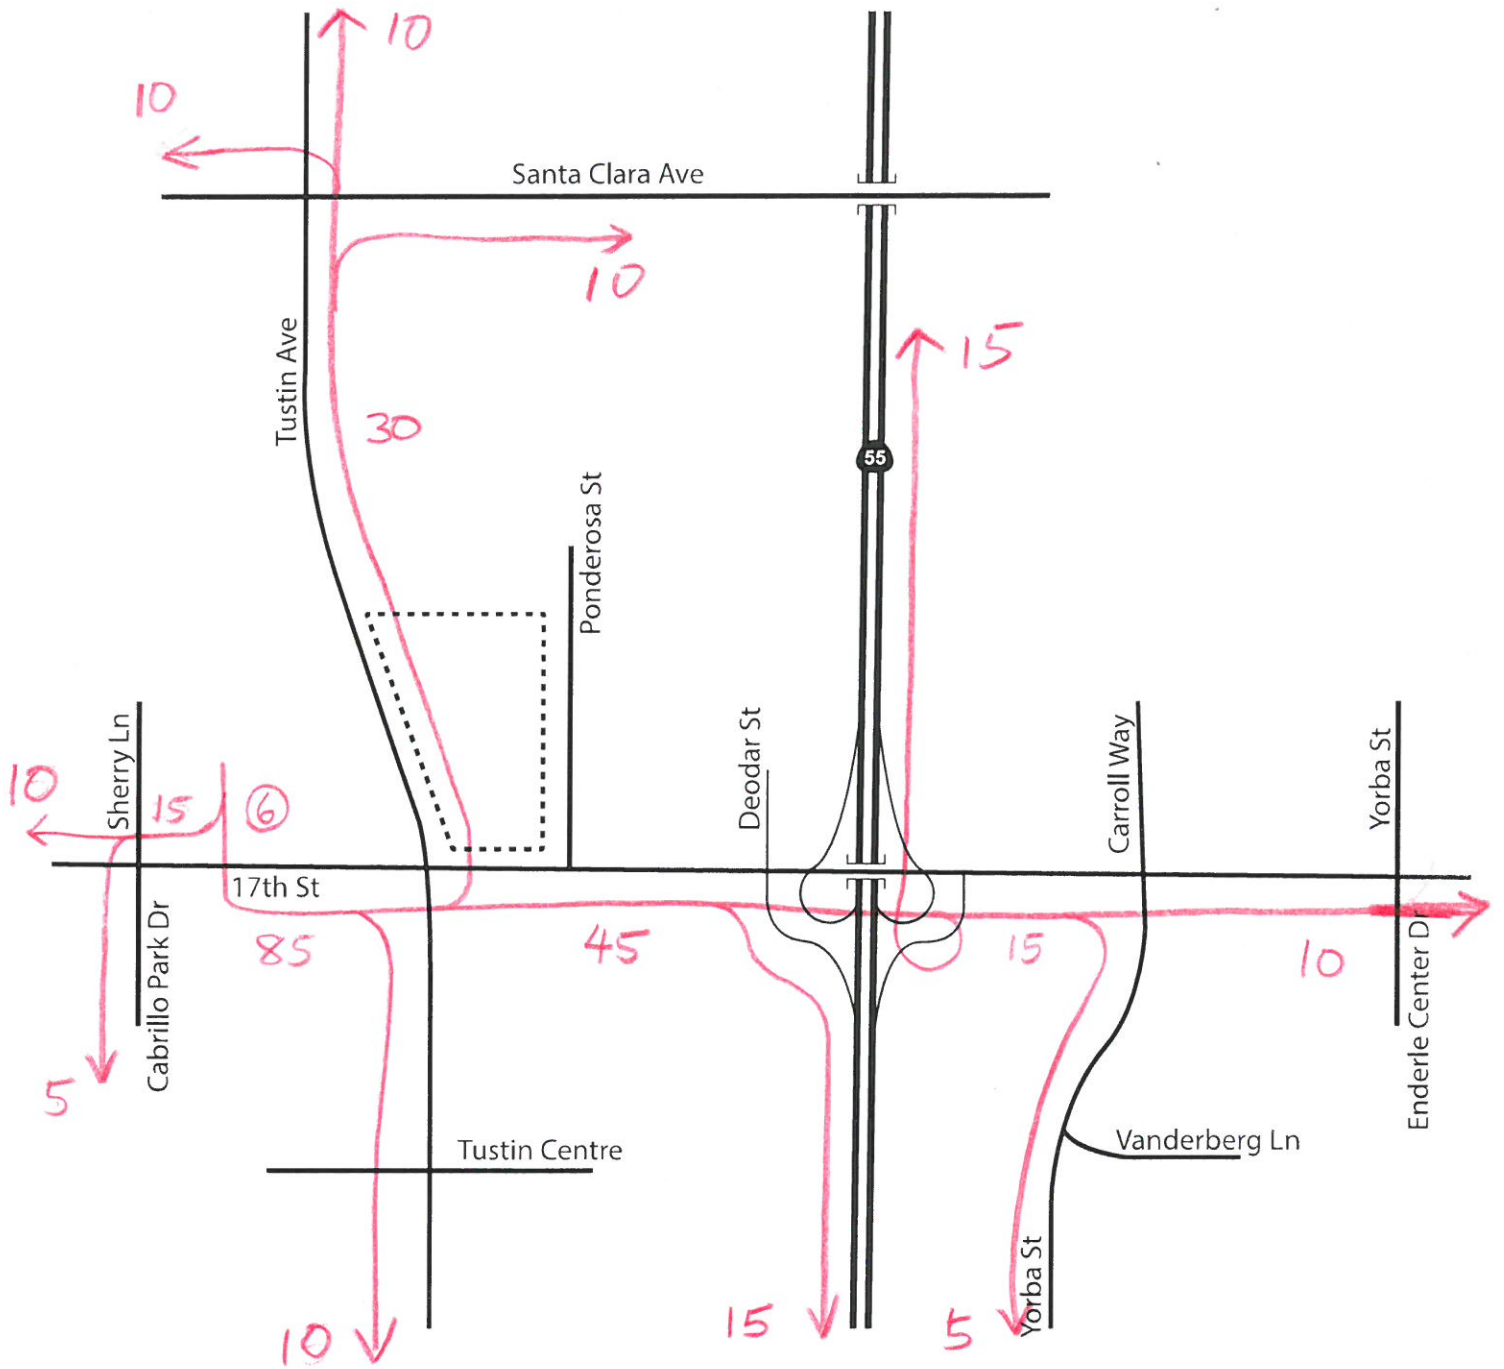 10
10
Santa Clara Ave
10
Tustin Ave
15
30
55
Ponderosa St
Sherry Ln
Deodar St
Carroll Way
Yorba St
10
15
6
17th St
85
45
15
10
Cabrillo Park Dr
Enderle Center Dr
5
Tustin Centre
Vanderberg Ln
Yorba St
10
15
5